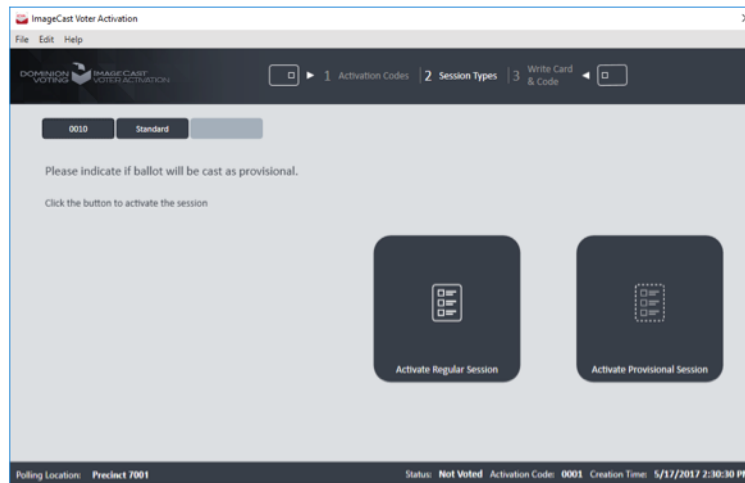 ImageCast Voter Activation
File Edit Help
DOMINION VOTING IMAGECAST VOTER ACTIVATION
1 Activation Codes 2 Session Types 3 Write Card & Code
0010 Standard
Please indicate if ballot will be cast as provisional.
Click the button to activate the session
Activate Regular Session Activate Provisional Session
Polling Location: Precinct 7001 Status: Not Voted Activation Code: 0001 Creation Time: 5/17/2017 2:30:30 PM